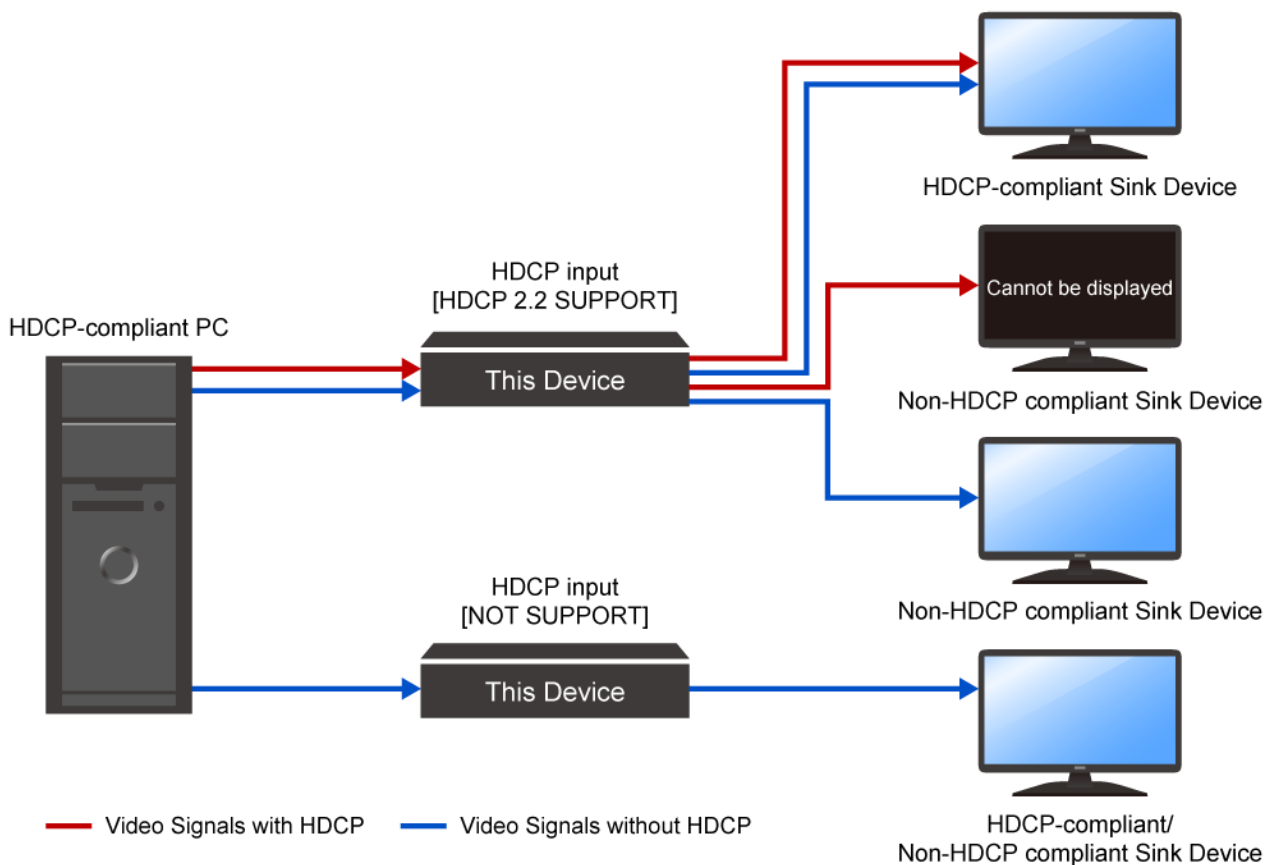 HDCP-compliant Sink Device
HDCP input
[HDCP 2.2 SUPPORT]
Cannot be displayed
HDCP-compliant PC
This Device
Non-HDCP compliant Sink Device
HDCP input
[NOT SUPPORT]
Non-HDCP compliant Sink Device
This Device
Video Signals with HDCP
Video Signals without HDCP
HDCP-compliant/
Non-HDCP compliant Sink Device